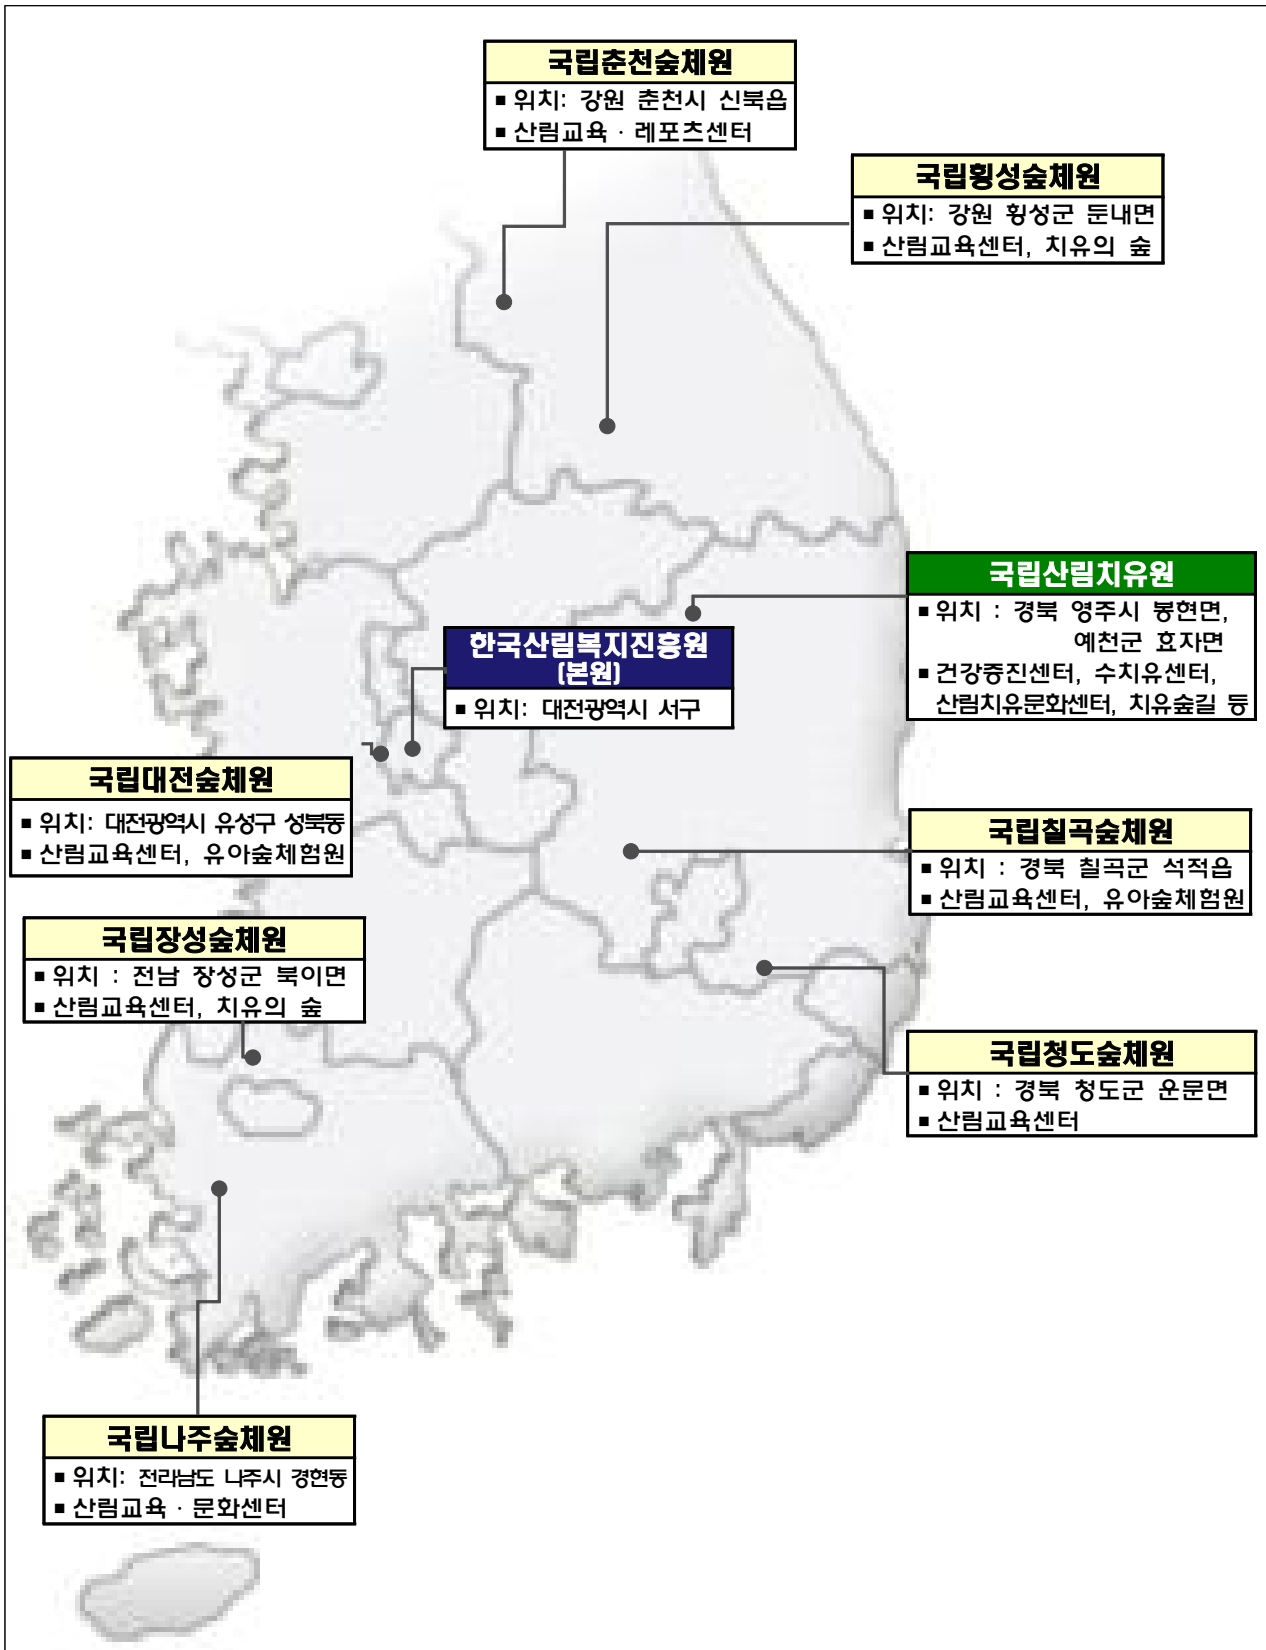 국립춘천숲체원
▪ 위치: 강원 춘천시 신북읍
▪ 산림교육 · 레포츠센터
국립횡성숲체원
▪ 위치: 강원 횡성군 둔내면
▪ 산림교육센터, 치유의 숲
국립산림치유원
▪ 위치 : 경북 영주시 봉현면,
예천군 효자면
▪ 건강증진센터, 수치유센터,
산림치유문화센터, 치유숲길 등
한국산림복지진흥원
(본원)
▪ 위치: 대전광역시 서구
국립대전숲체원
▪ 위치: 대전광역시 유성구 성북동
▪ 산림교육센터, 유아숲체험원
국립칠곡숲체원
▪ 위치 : 경북 칠곡군 석적읍
▪ 산림교육센터, 유아숲체험원
국립장성숲체원
▪ 위치 : 전남 장성군 북이면
▪ 산림교육센터, 치유의 숲
국립청도숲체원
▪ 위치 : 경북 청도군 운문면
▪ 산림교육센터
국립나주숲체원
▪ 위치: 전라남도 나주시 경현동
▪ 산림교육 · 문화센터